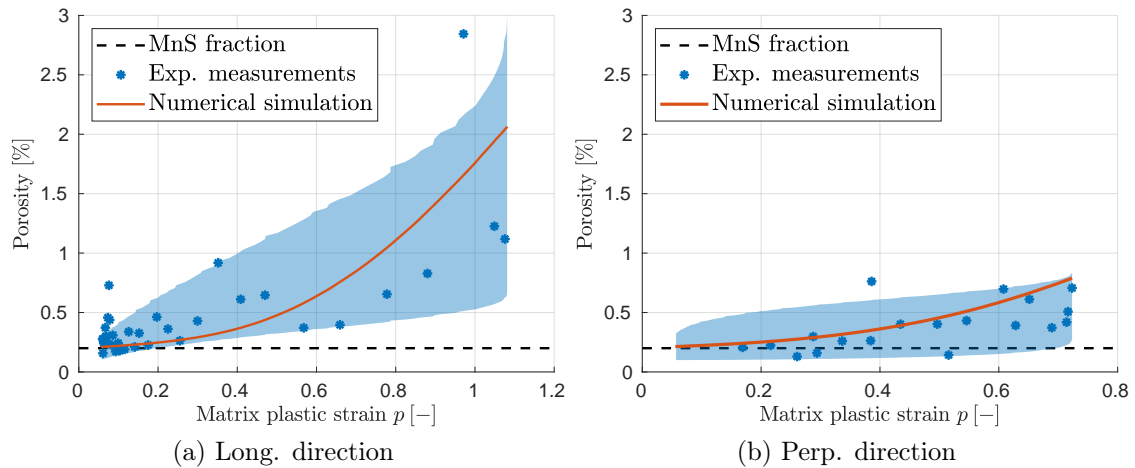 3
2.5
2
1.5
1
0.5
0
Porosity [%]
MnS fraction
Exp. measurements
Numerical simulation
0 0.2 0.4 0.6 0.8 1 1.2
Matrix plastic strain p [−]
(a) Long. direction
3
2.5
2
1.5
1
0.5
0
Porosity [%]
MnS fraction
Exp. measurements
Numerical simulation
0 0.2 0.4 0.6 0.8
Matrix plastic strain p [−]
(b) Perp. direction